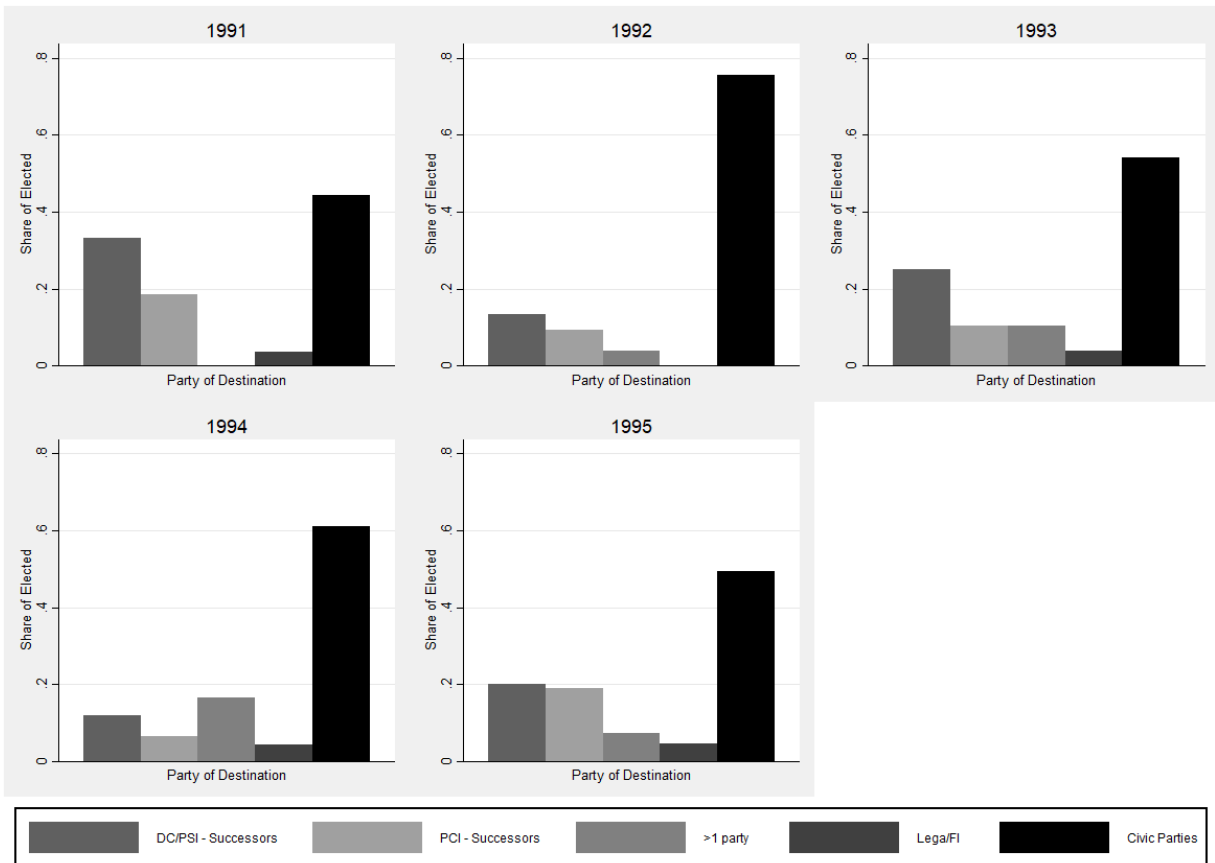 1991
.8
.6
.4
.2
0
Share of Elected
Party of Destination
1992
.8
.6
.4
.2
0
Share of Elected
Party of Destination
1993
.8
.6
.4
.2
0
Share of Elected
Party of Destination
1994
.8
.6
.4
.2
0
Share of Elected
Party of Destination
1995
.8
.6
.4
.2
0
Share of Elected
Party of Destination
DC/PSI - Successors PCI - Successors >1 party Lega/FI Civic Parties